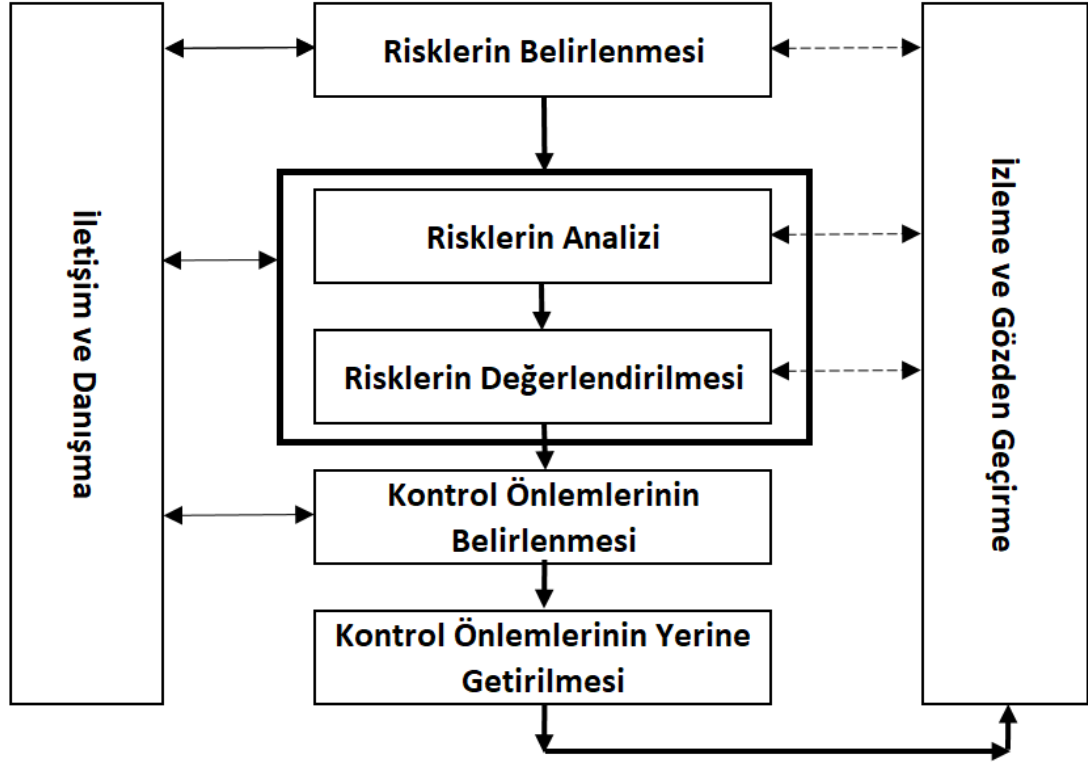 Risklerin Belirlenmesi
İletişim ve Danışma
Risklerin Analizi
Risklerin Değerlendirilmesi
Kontrol Önlemlerinin
Belirlenmesi
Kontrol Önlemlerinin Yerine
Getirilmesi
İzleme ve Gözden Geçirme